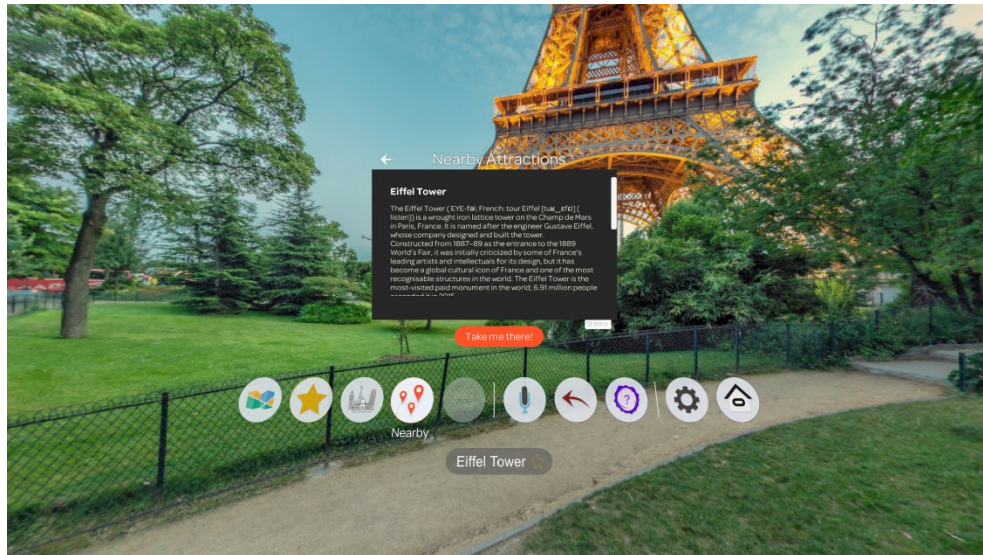 Nearby Attractions
Eiffel Tower
The Eiffel Tower ( EYE-fəl; French: tour Eiffel [tuʁ‿ɛfɛl] (
listen)) is a wrought iron lattice tower on the Champ de Mars
in Paris, France. It is named after the engineer Gustave Eiffel,
whose company designed and built the tower.
Constructed from 1887–89 as the entrance to the 1889
World's Fair, it was initially criticized by some of France's
leading artists and intellectuals for its design, but it has
become a global cultural icon of France and one of the most
recognisable structures in the world. The Eiffel Tower is the
most-visited paid monument in the world; 6.91 million people
ascended it in 2015.
Take me there!
?
Nearby
Eiffel Tower